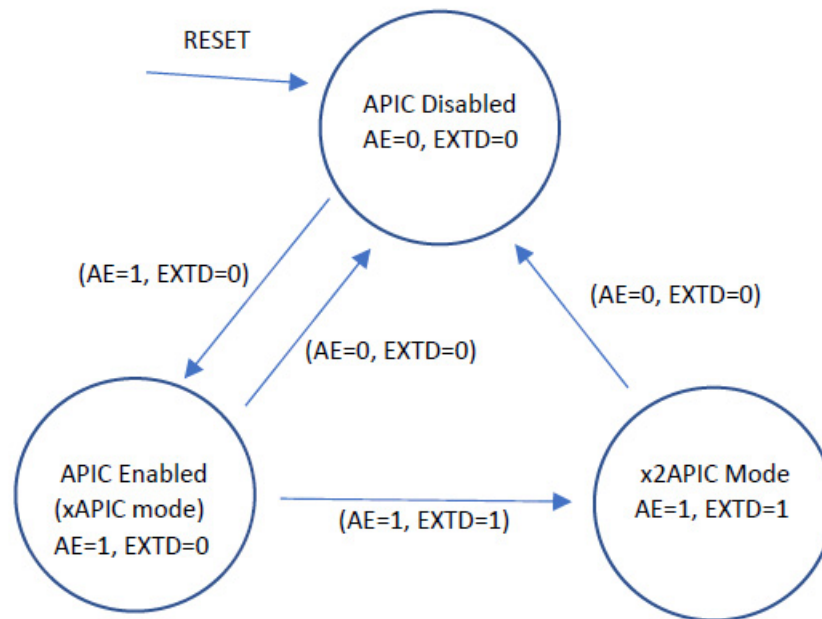 RESET
APIC Disabled
AE=0, EXTD=0
(AE=1, EXTD=0)
(AE=0, EXTD=0)
(AE=0, EXTD=0)
APIC Enabled
(xAPIC mode)
AE=1, EXTD=0
(AE=1, EXTD=1)
x2APIC Mode
AE=1, EXTD=1